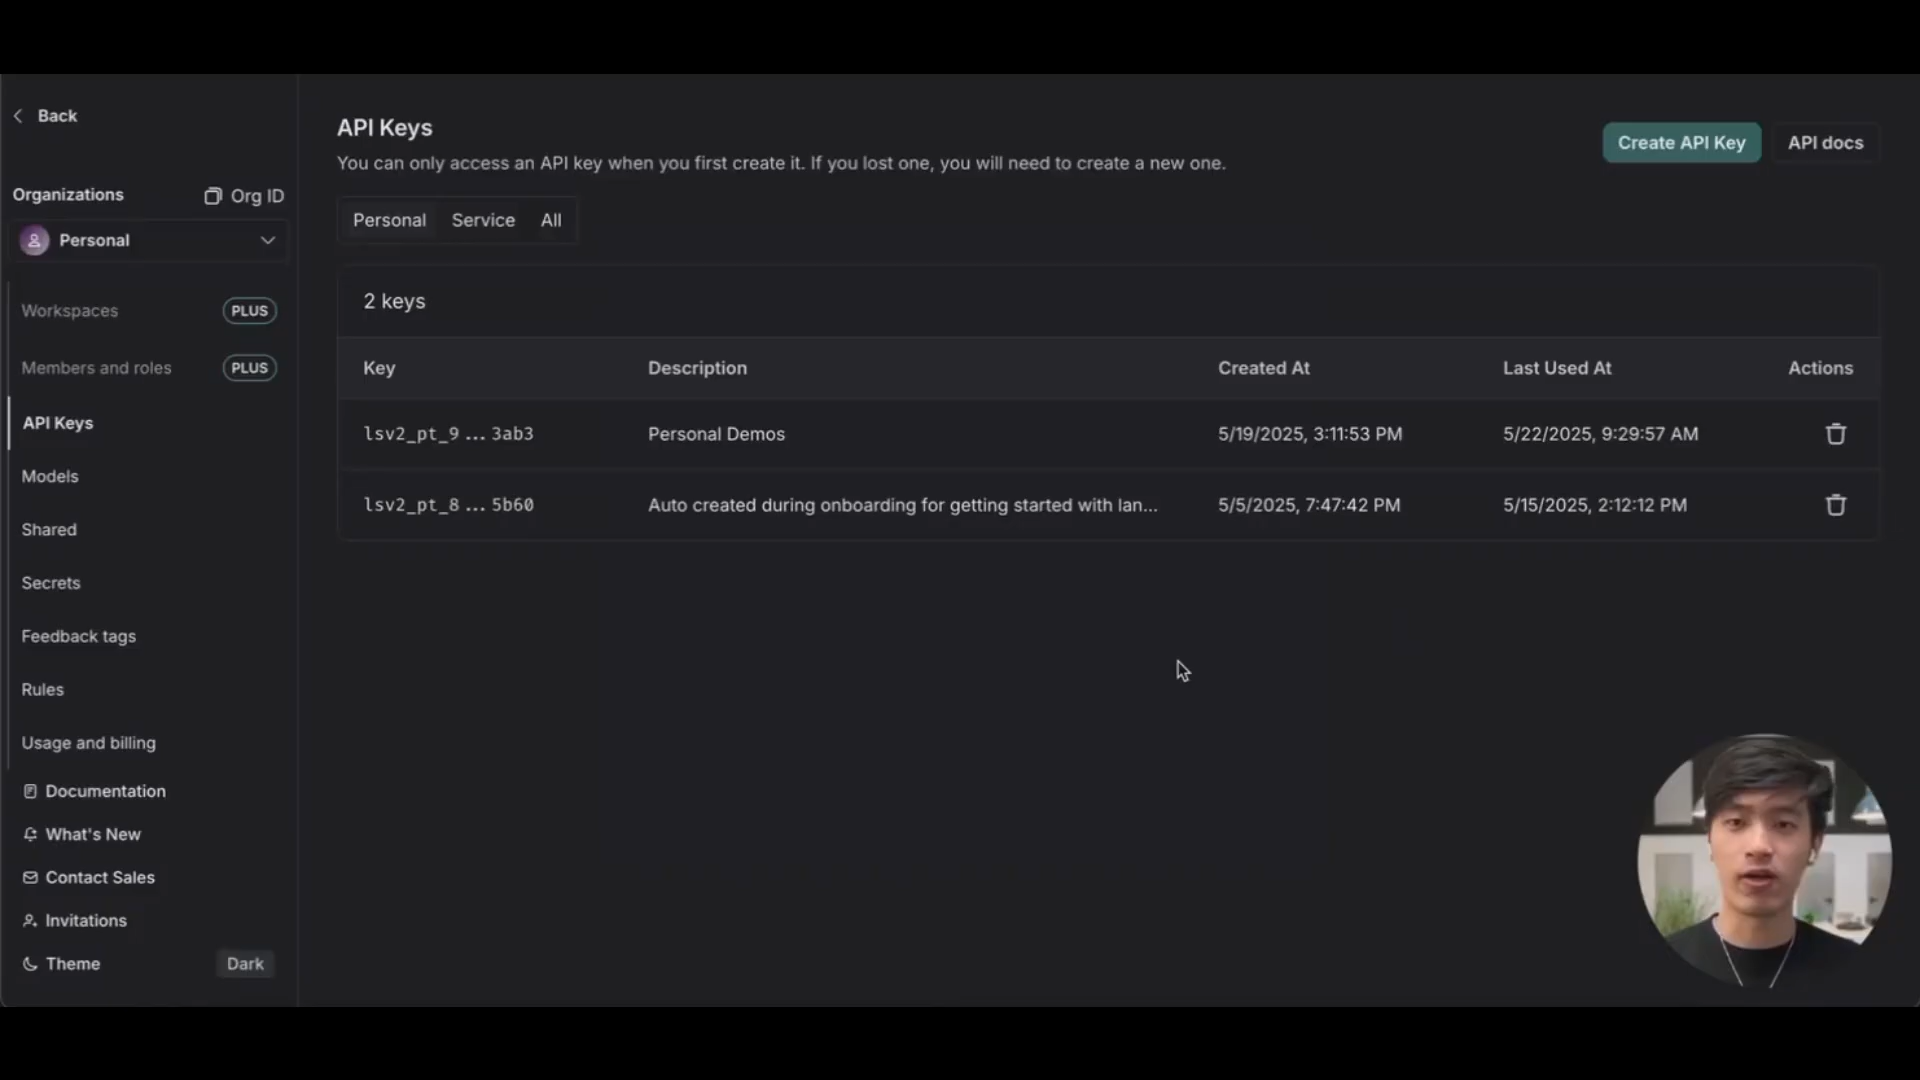 Back
Organizations Org ID
Personal
Workspaces PLUS
Members and roles PLUS
API Keys
Models
Shared
Secrets
Feedback tags
Rules
Usage and billing
Documentation
What's New
Contact Sales
Invitations
Theme Dark
API Keys
You can only access an API key when you first create it. If you lost one, you will need to create a new one.
Create API Key API docs
Personal Service All
2 keys
Key Description Created At Last Used At Actions
lsv2_pt_9...3ab3 Personal Demos 5/19/2025, 3:11:53 PM 5/22/2025, 9:29:57 AM
lsv2_pt_8...5b60 Auto created during onboarding for getting started with lan... 5/5/2025, 7:47:42 PM 5/15/2025, 2:12:12 PM